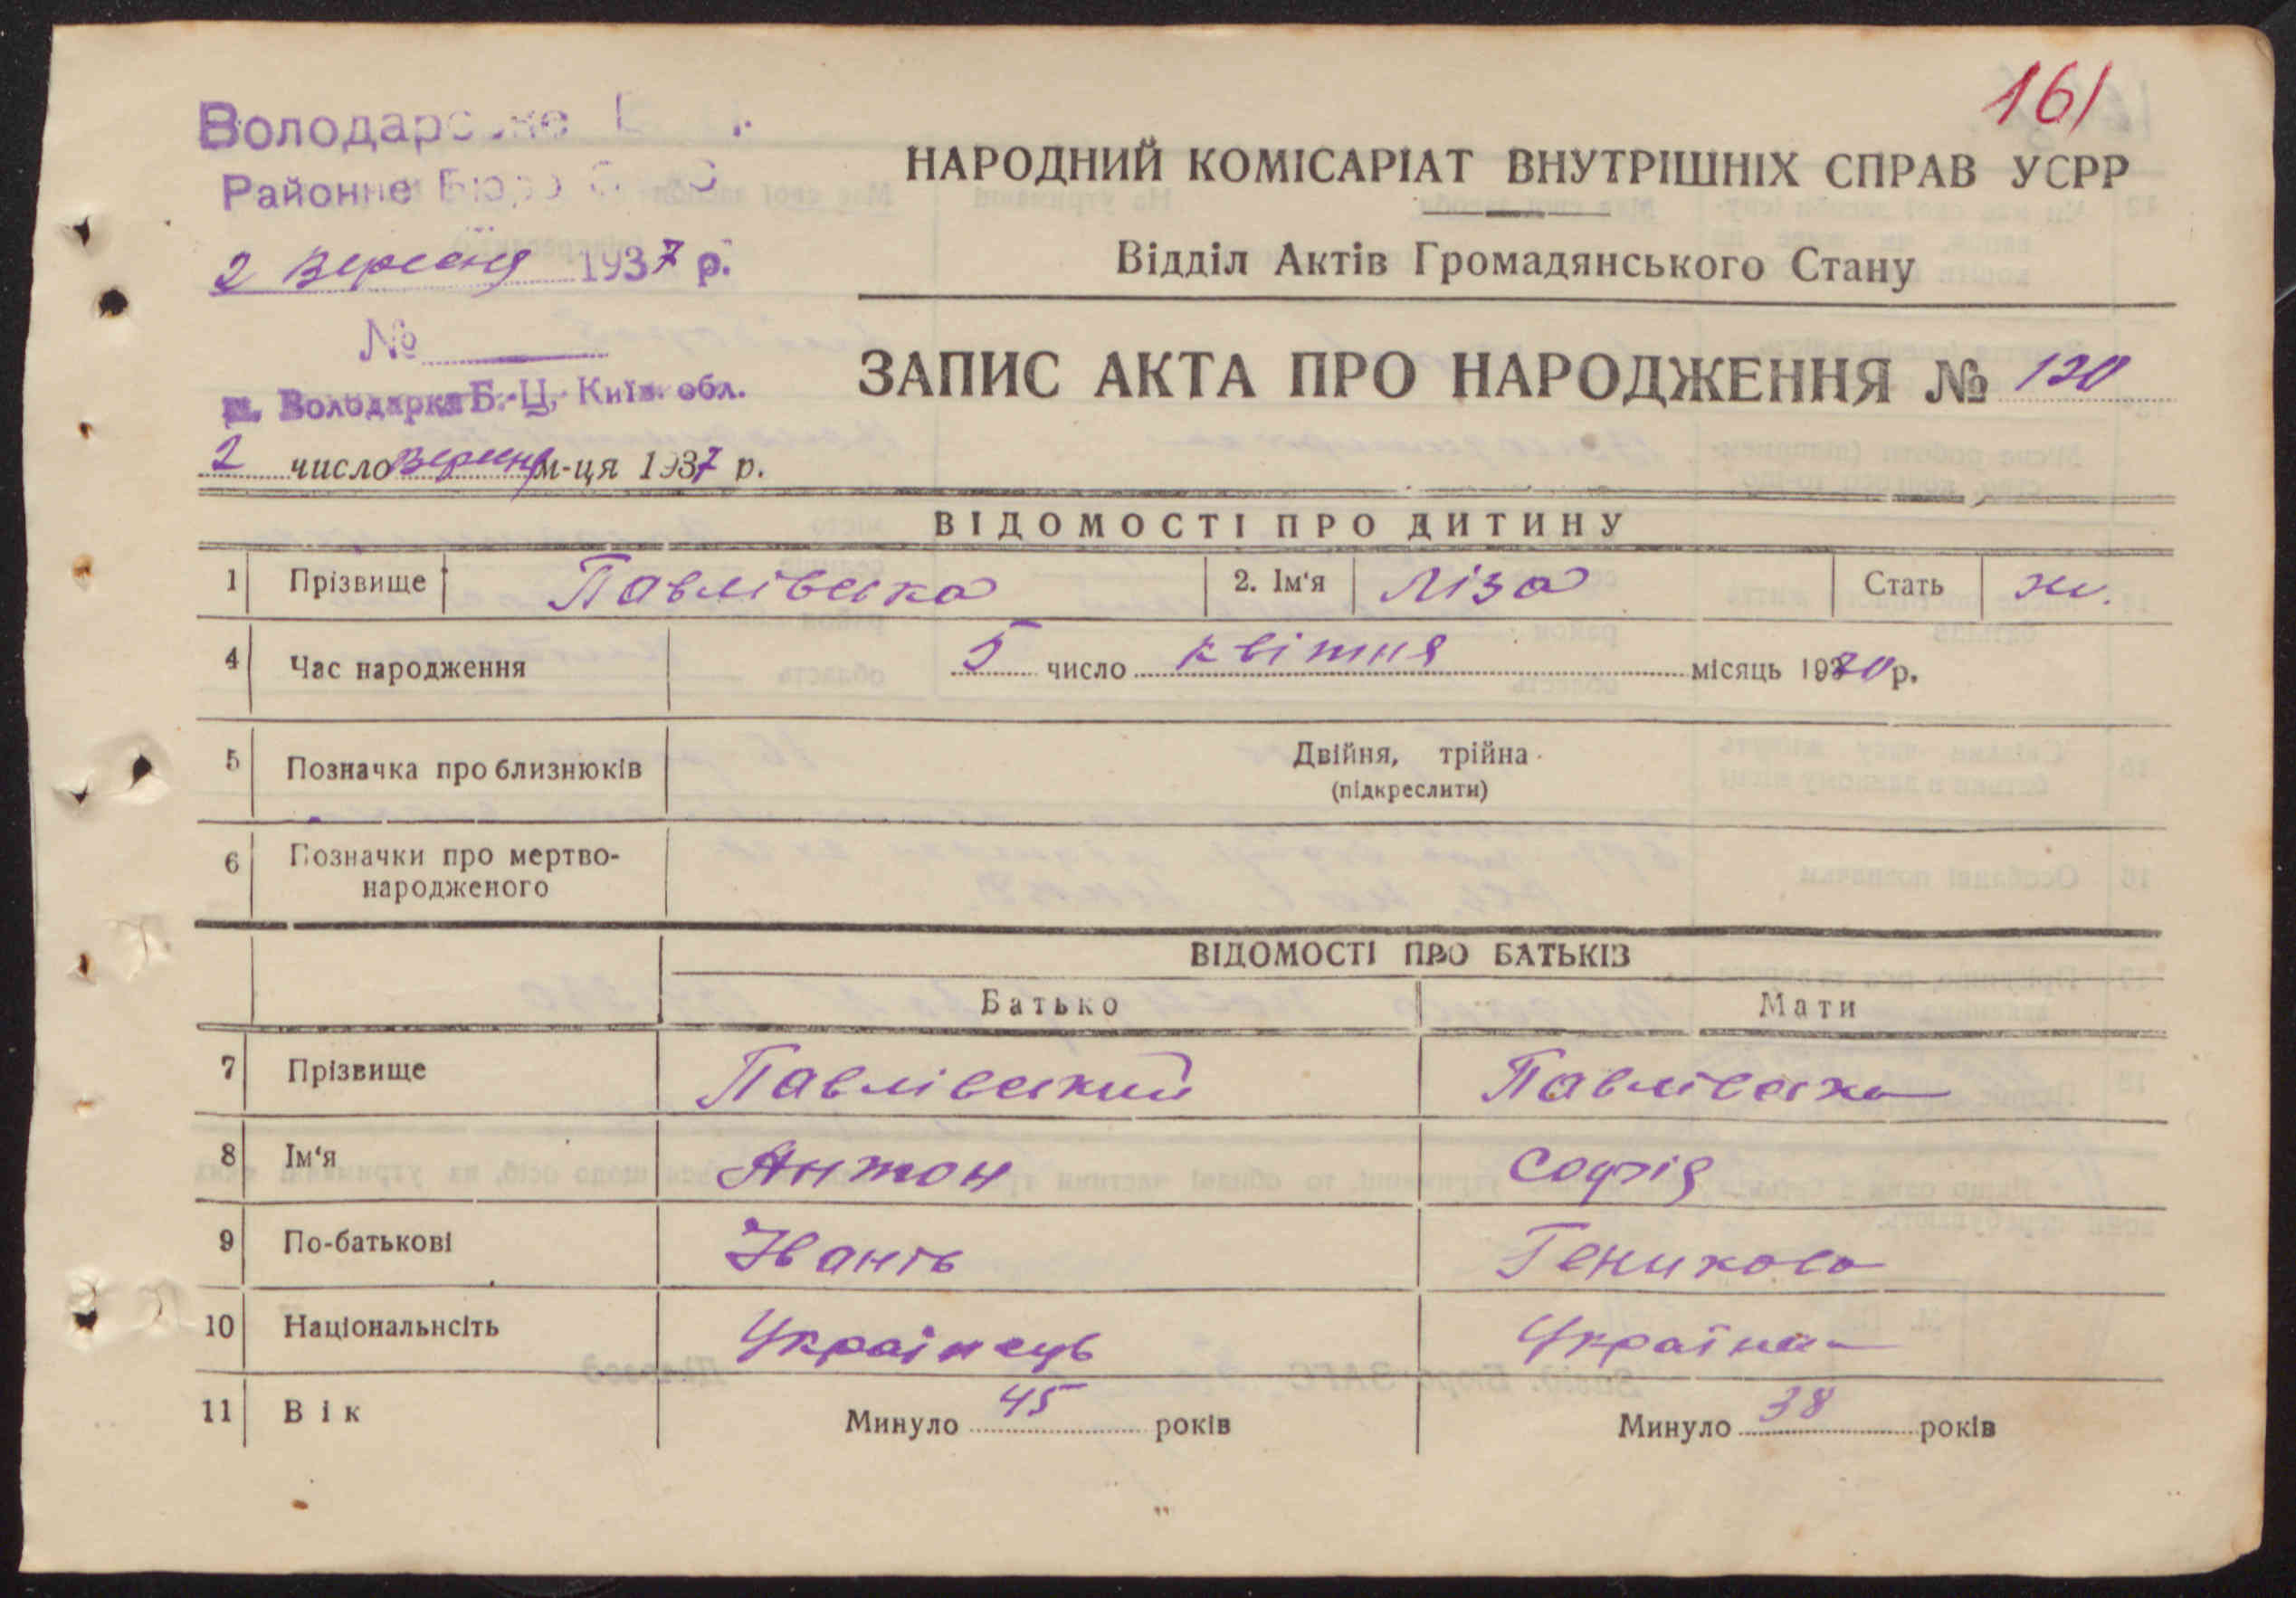 161
Володарське
Районне Бюро
2 вересня 1937 р.
№
м. Володарка Б.-Ц. Київ. обл.
2 число вересня м-ця 1937 р.
НАРОДНИЙ КОМІСАРІАТ ВНУТРІШНІХ СПРАВ УСРР
Відділ Актів Громадянського Стану
ЗАПИС АКТА ПРО НАРОДЖЕННЯ № 120
ВІДОМОСТІ ПРО ДИТИНУ
1 Прізвище Павлівська 2. Ім'я Ліза Стать жі.
4 Час народження 5 число квітня місяць 1920 р.
5 Позначка про близнюків Двійня, трійна
(підкреслити)
6 Позначки про мертво-
народженого
ВІДОМОСТІ ПРО БАТЬКІВ
Батько Мати
7 Прізвище Павлівський Павлівська
8 Ім'я Антон Софія
9 По-батькові Іванів
10 Національнсіть Українець Українка
11 Вік Минуло 45 років Минуло 38 років